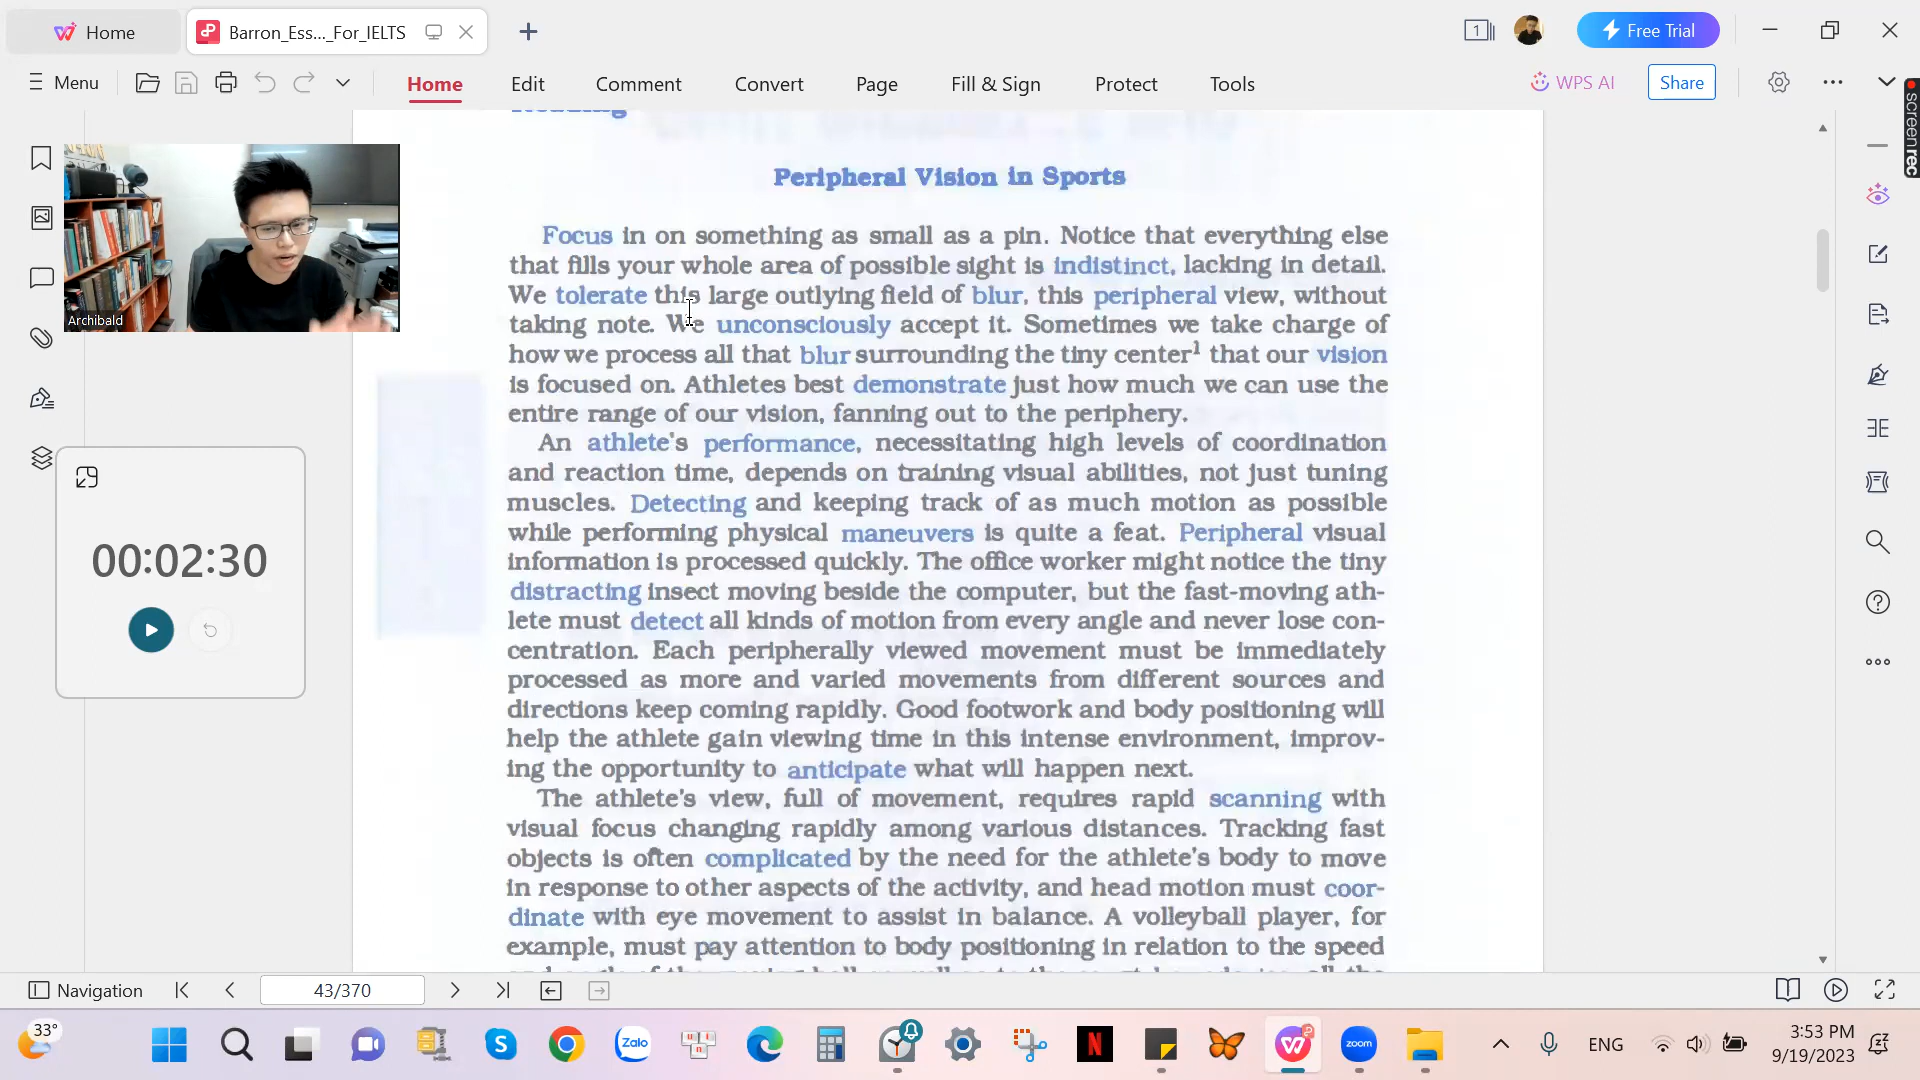 Home
Barron_Ess..._For_IELTS
1
Free Trial
Menu
Home
Edit
Comment
Convert
Page
Fill & Sign
Protect
Tools
WPS AI
Share
screenrec
Reading
Archibald
00:02:30
Peripheral Vision in Sports
Focus in on something as small as a pin. Notice that everything else
that fills your whole area of possible sight is indistinct, lacking in detail.
We tolerate this large outlying field of blur, this peripheral view, without
taking note. We unconsciously accept it. Sometimes we take charge of
how we process all that blur surrounding the tiny center1 that our vision
is focused on. Athletes best demonstrate just how much we can use the
entire range of our vision, fanning out to the periphery.
An athlete's performance, necessitating high levels of coordination
and reaction time, depends on training visual abilities, not just tuning
muscles. Detecting and keeping track of as much motion as possible
while performing physical maneuvers is quite a feat. Peripheral visual
information is processed quickly. The office worker might notice the tiny
distracting insect moving beside the computer, but the fast-moving ath-
lete must detect all kinds of motion from every angle and never lose con-
centration. Each peripherally viewed movement must be immediately
processed as more and varied movements from different sources and
directions keep coming rapidly. Good footwork and body positioning will
help the athlete gain viewing time in this intense environment, improv-
ing the opportunity to anticipate what will happen next.
The athlete's view, full of movement, requires rapid scanning with
visual focus changing rapidly among various distances. Tracking fast
objects is often complicated by the need for the athlete's body to move
in response to other aspects of the activity, and head motion must coor-
dinate with eye movement to assist in balance. A volleyball player, for
example, must pay attention to body positioning in relation to the speed
Navigation
43/370
33°
Zalo
zoom
ENG
3:53 PM
9/19/2023